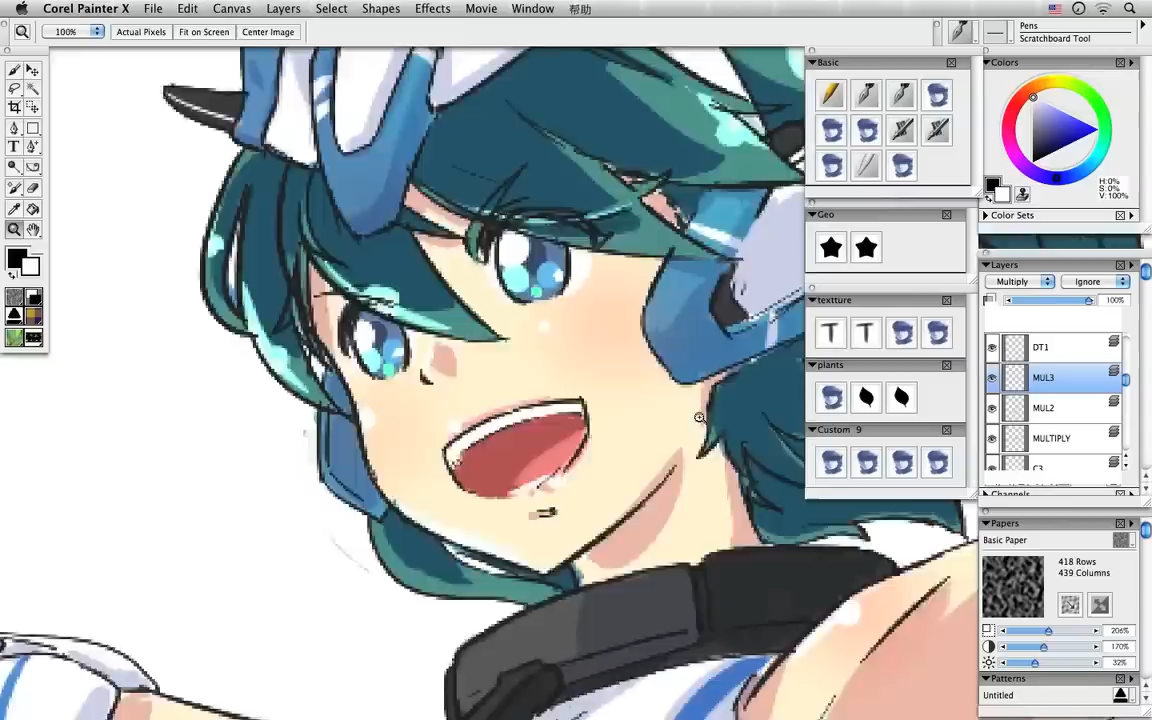 Corel Painter X File Edit Canvas Layers Select Shapes Effects Movie Window 帮助
100% Actual Pixels Fit on Screen Center Image
Pens
Scratchboard Tool
Basic
Colors
H:0%
S:0%
V:100%
Geo
Color Sets
Layers
Multiply Ignore
100%
textture
DT1
MUL3
plants
MUL2
Custom 9
MULTIPLY
C3
Channels
Papers
Basic Paper
418 Rows
439 Columns
206%
170%
32%
Patterns
Untitled